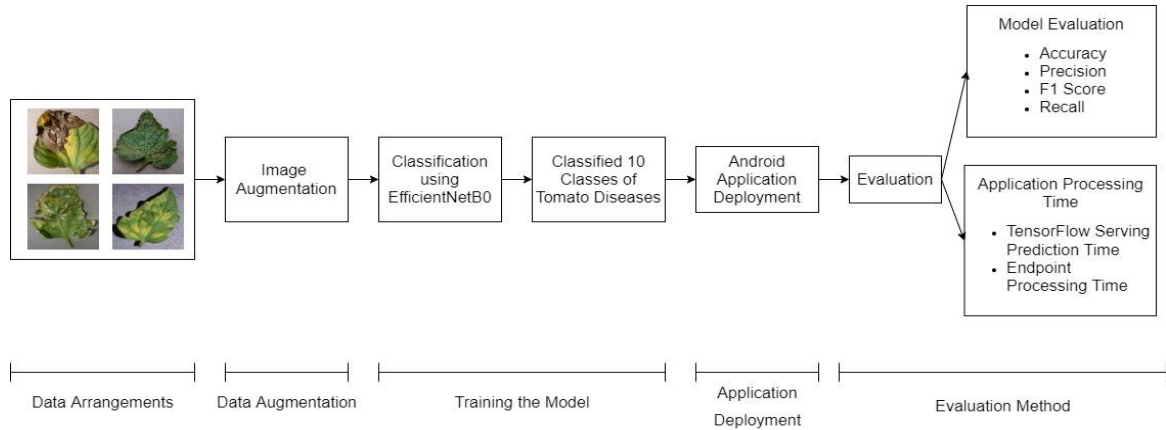 Image
Augmentation
Classification
using
EfficientNetB0
Classified 10
Classes of
Tomato Diseases
Android
Application
Deployment
Evaluation
Model Evaluation
• Accuracy
• Precision
• F1 Score
• Recall
Application Processing
Time
• TensorFlow Serving
Prediction Time
• Endpoint
Processing Time
Data Arrangements
Data Augmentation
Training the Model
Application
Deployment
Evaluation Method